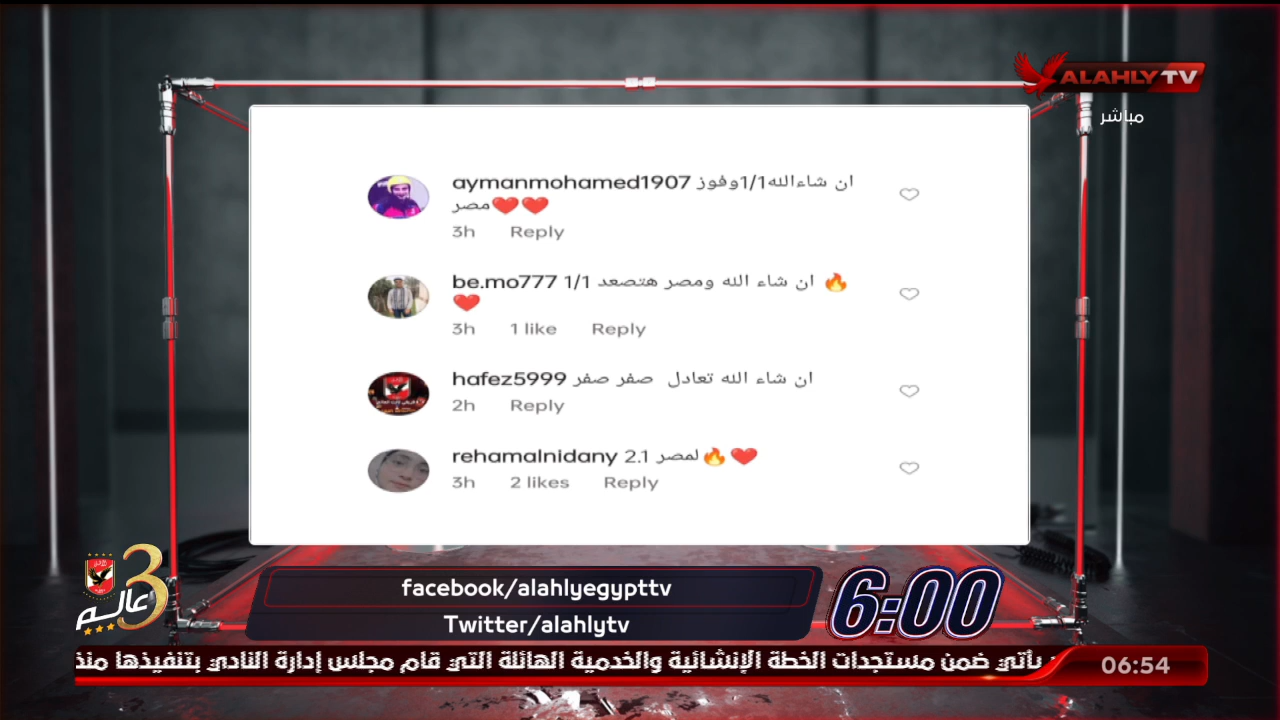 ALAHLY TV
مباشر
aymanmohamed1907 ان شاءالله1/1وفوز
مصر❤️❤️
3h Reply
be.mo777 1/1 ان شاء الله ومصر هتصعد 🔥
❤️
3h 1 like Reply
hafez5999 ان شاء الله تعادل صفر صفر
2h Reply
rehamalnidany 2.1 لمصر🔥❤️
3h 2 likes Reply
3 عالم
facebook/alahlyegypttv
Twitter/alahlytv
6:00
يأتي ضمن مستجدات الخطة الإنشائية والخدمية الهائلة التي قام مجلس إدارة النادي بتنفيذها منذ
06:54